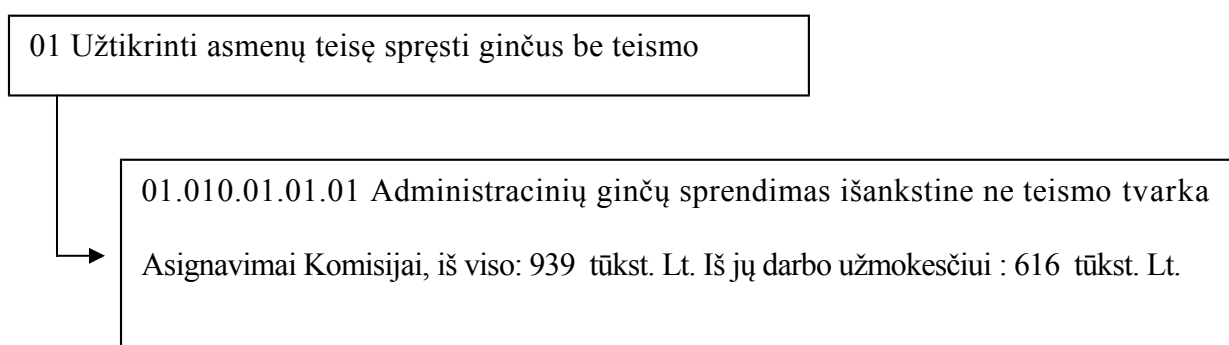 01 Užtikrinti asmenų teisę spręsti ginčus be teismo
01.010.01.01.01 Administracinių ginčų sprendimas išankstine ne teismo tvarka
Asignavimai Komisijai, iš viso: 939 tūkst. Lt. Iš jų darbo užmokesčiui : 616 tūkst. Lt.